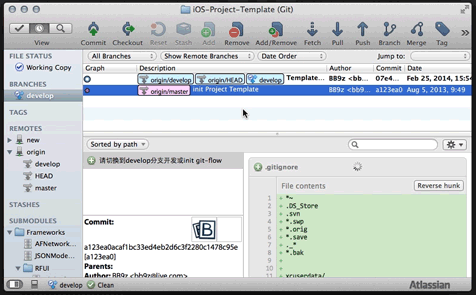 iOS-Project-Template (Git)
View
Commit Checkout Reset Stash Add Remove Add/Remove Fetch Pull Push Branch Merge Tag
FILE STATUS
Working Copy
BRANCHES
develop
TAGS
REMOTES
new
origin
develop
HEAD
master
STASHES
SUBMODULES
Frameworks
AFNetwor...
JSONMode...
RFUI
All Branches Show Remote Branches Date Order Jump to:
Graph Description Author Commit Date
origin/develop origin/HEAD develop Template... BB9z <bb9... 07e4... Feb 25, 2014, 15:54
origin/master init Project Template BB9z <bb9... a123ea0 Aug 5, 2013, 9:49
Sorted by path
请切换到develop分支开发或init git-flow
Commit:
a123ea0acaf1bc33ed4eb2d6c3f2280c1478c95e
[a123ea0]
Parents:
Author: BB9z <bb9z@live.com>
.gitignore
File contents Reverse hunk
1 + *~
2 + .DS_Store
3 + .svn
4 + *.swp
5 + *.orig
6 + *.save
7 + ._*
8 + *.bak
+ xcuserdata/
develop Clean Atlassian